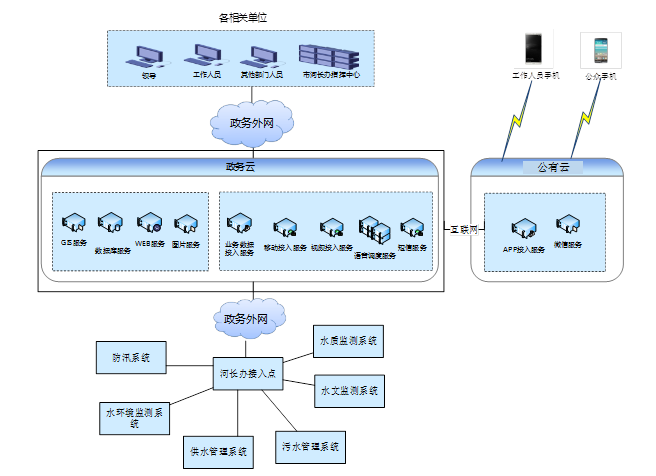 各相关单位
领导
工作人员
其他部门人员
市河长办指挥中心
工作人员手机
公众手机
政务外网
政务云
公有云
GIS服务
数据库服务
WEB服务
图片服务
业务数据
接入服务
移动接入服务
视频接入服务
语音调度服务
短信服务
互联网
APP接入服务
微信服务
政务外网
水质监测系统
防汛系统
河长办接入点
水文监测系统
水环境监测系
统
供水管理系统
污水管理系统